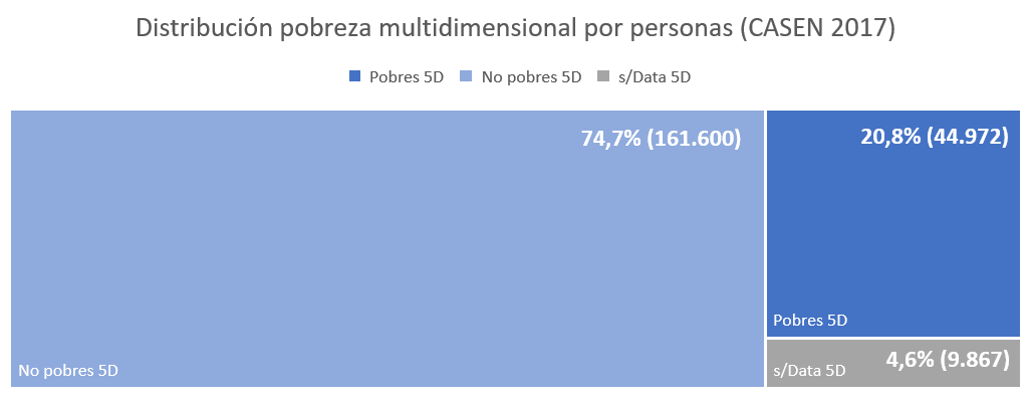 Distribución pobreza multidimensional por personas (CASEN 2017)
Pobres 5D No pobres 5D s/Data 5D
74,7% (161.600)
20,8% (44.972)
Pobres 5D
4,6% (9.867)
No pobres 5D
s/Data 5D